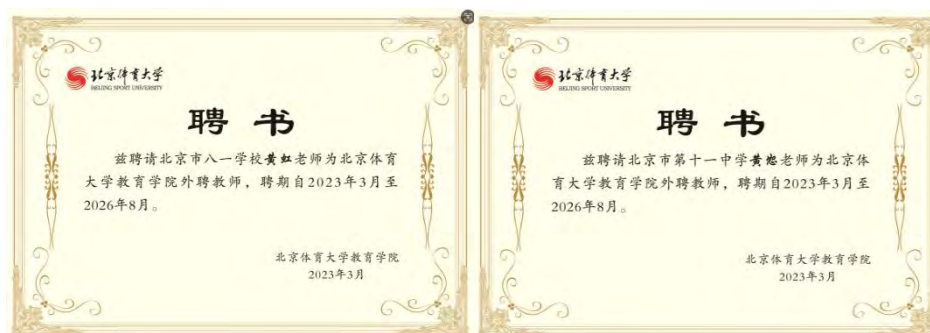 北京体育大学
BEIJING SPORT UNIVERSITY
聘 书
兹聘请北京市八一学校黄虹老师为北京体育
大学教育学院外聘教师，聘期自2023年3月至
2026年8月。
北京体育大学教育学院
2023年3月
北京体育大学
BEIJING SPORT UNIVERSITY
聘 书
兹聘请北京市第十一中学黄老师为北京体
育大学教育学院外聘教师，聘期自2023年3月至
2026年8月。
北京体育大学教育学院
2023年3月